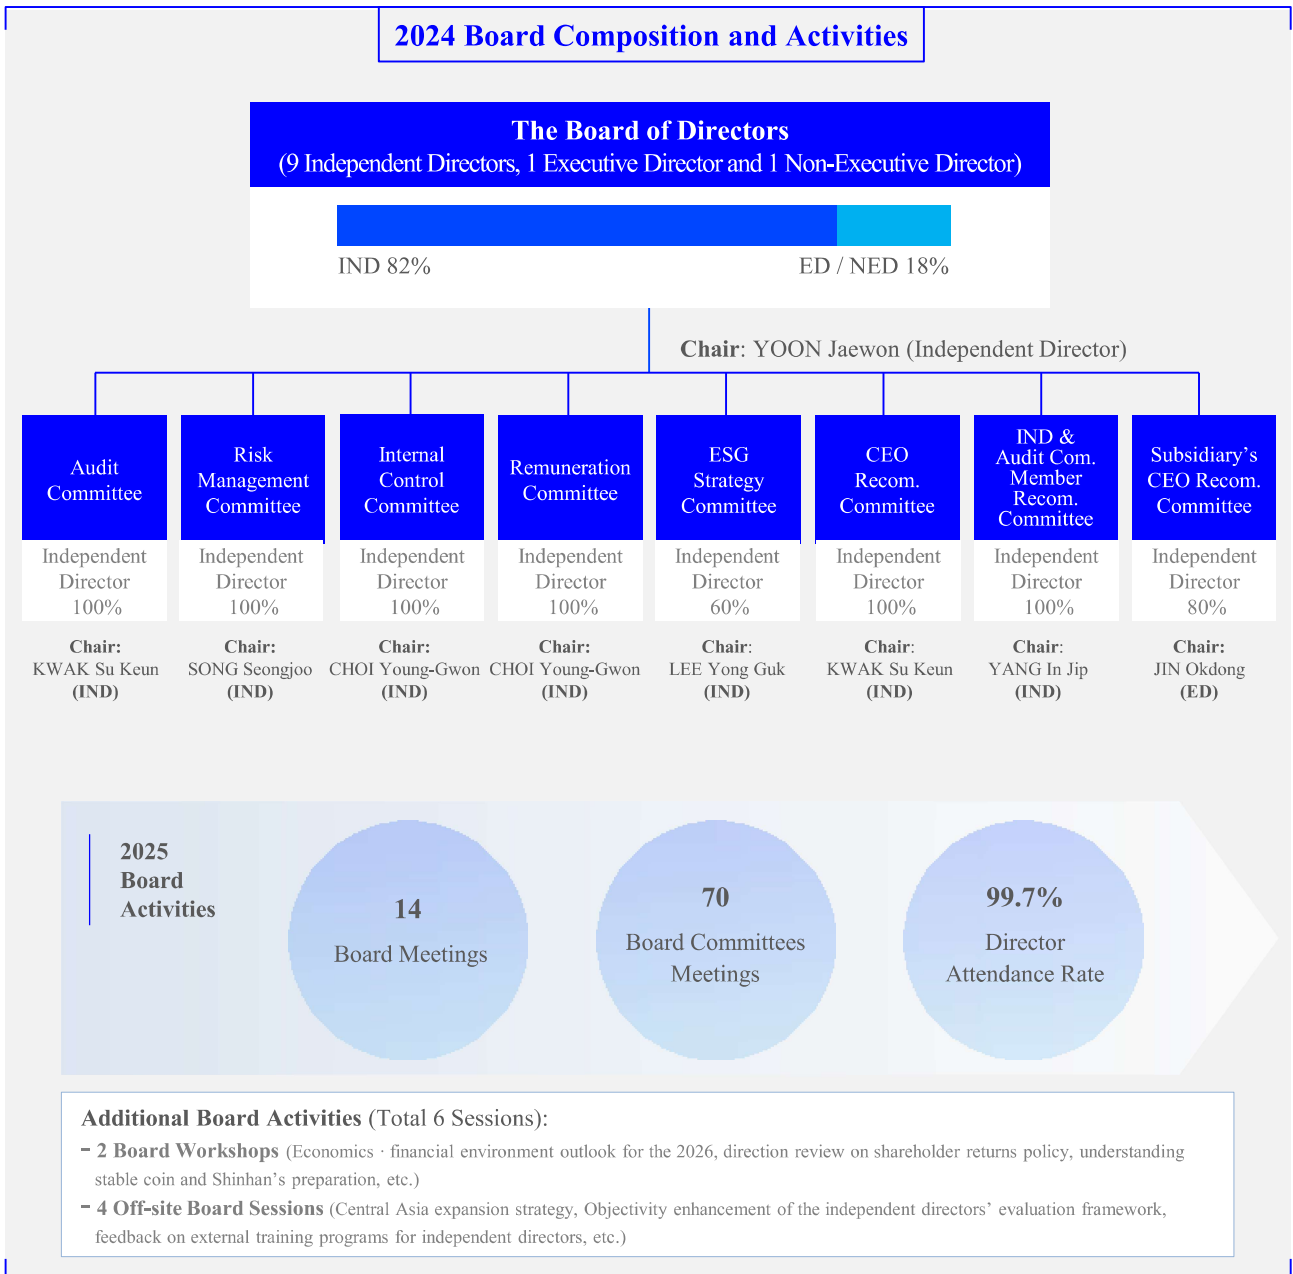 2024 Board Composition and Activities
The Board of Directors
(9 Independent Directors, 1 Executive Director and 1 Non-Executive Director)
IND 82%
ED / NED 18%
Chair: YOON Jaewon (Independent Director)
Audit
Committee
Independent
Director
100%
Chair:
KWAK Su Keun
(IND)
Risk
Management
Committee
Independent
Director
100%
Chair:
SONG Seongjoo
(IND)
Internal
Control
Committee
Independent
Director
100%
Chair:
CHOI Young-Gwon
(IND)
Remuneration
Committee
Independent
Director
100%
Chair:
CHOI Young-Gwon
(IND)
ESG
Strategy
Committee
Independent
Director
60%
Chair:
LEE Yong Guk
(IND)
CEO
Recom.
Committee
Independent
Director
100%
Chair:
KWAK Su Keun
(IND)
IND &
Audit Com.
Member
Recom.
Committee
Independent
Director
100%
Chair:
YANG In Jip
(IND)
Subsidiary's
CEO Recom.
Committee
Independent
Director
80%
Chair:
JIN Okdong
(ED)
2025
Board
Activities
14
Board Meetings
70
Board Committees
Meetings
99.7%
Director
Attendance Rate
Additional Board Activities (Total 6 Sessions):
- 2 Board Workshops (Economics · financial environment outlook for the 2026, direction review on shareholder returns policy, understanding
stable coin and Shinhan's preparation, etc.)
- 4 Off-site Board Sessions (Central Asia expansion strategy, Objectivity enhancement of the independent directors' evaluation framework,
feedback on external training programs for independent directors, etc.)